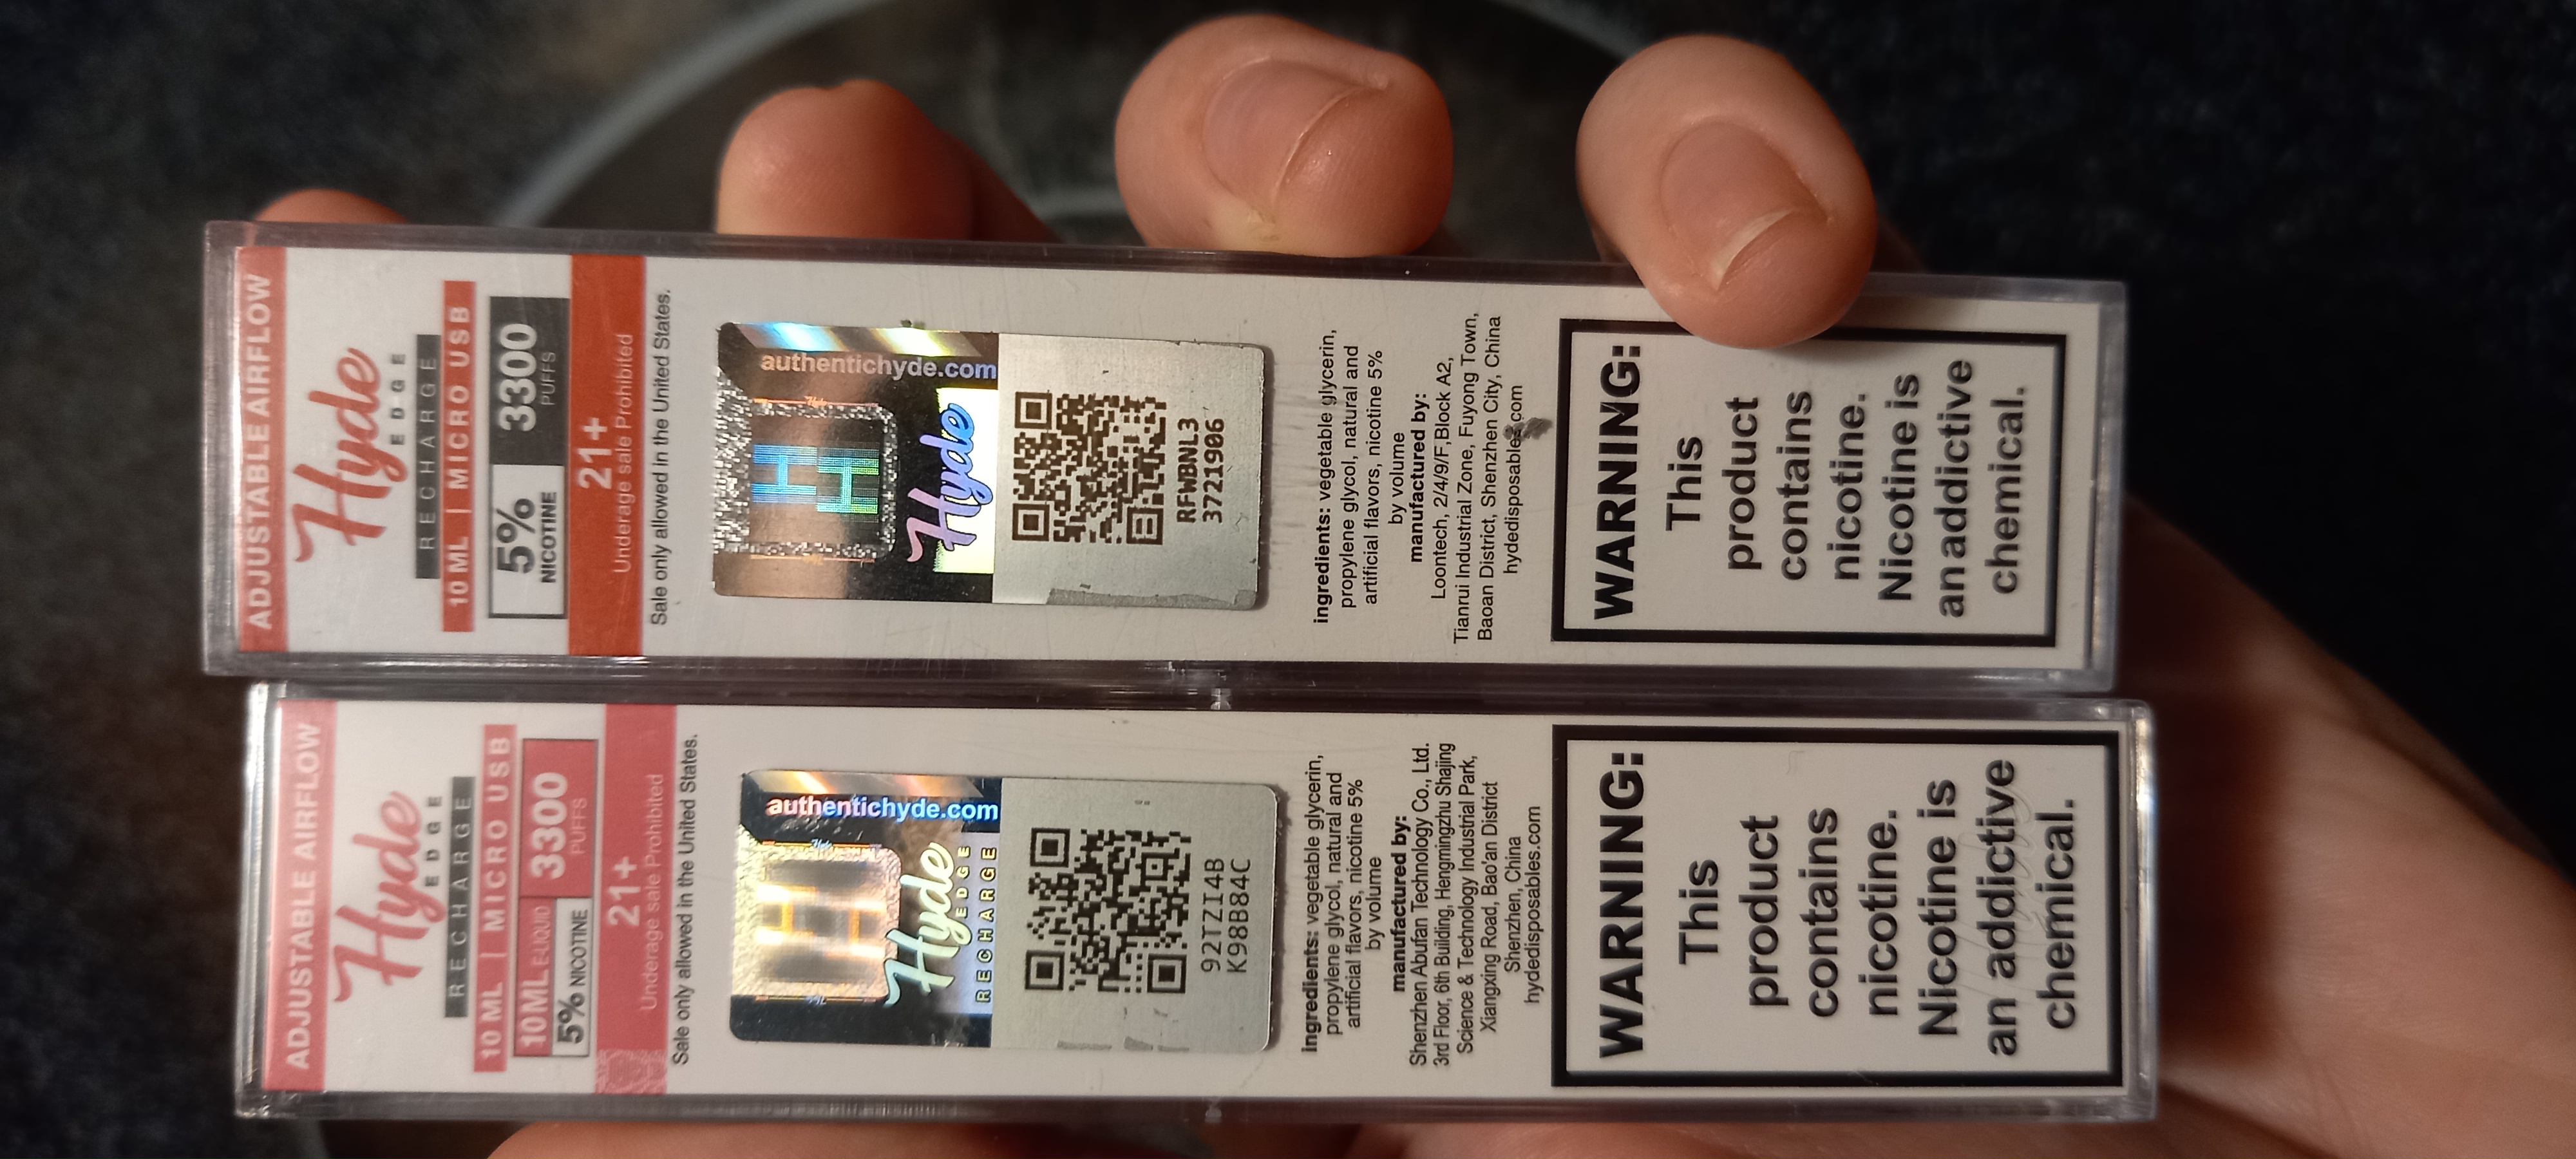 ADJUSTABLE AIRFLOW
Hyde
EDGE
RECHARGE
10 ML | MICRO USB
5%
NICOTINE
3300
PUFFS
21+
Underage sale Prohibited
Sale only allowed in the United States.
authentichyde.com
H
H
Hyde
RFWBNL3
3721906
ingredients: vegetable glycerin,
propylene glycol, natural and
artificial flavors, nicotine 5%
by volume
manufactured by:
Loontech, 2/4/9/F,Block A2,
Tianrui Industrial Zone, Fuyong Town,
Baoan District, Shenzhen City, China
hydedisposables.com
WARNING:
This
product
contains
nicotine.
Nicotine is
an addictive
chemical.
ADJUSTABLE AIRFLOW
Hyde
EDGE
RECHARGE
10 ML | MICRO USB
10ML ELIQUID
5% NICOTINE
3300
PUFFS
21+
Underage sale Prohibited
Sale only allowed in the United States.
authentichyde.com
H
H
Hyde
EDGE
RECHARGE
92TZI4B
K98B84C
ingredients: vegetable glycerin,
propylene glycol, natural and
artificial flavors, nicotine 5%
by volume
manufactured by:
Shenzhen Abufan Technology Co., Ltd.
3rd Floor, 6th Building, Hengmingzhu Shajing
Science & Technology Industrial Park,
Xiangxing Road, Bao'an District
Shenzhen, China
hydedisposables.com
WARNING:
This
product
contains
nicotine.
Nicotine is
an addictive
chemical.